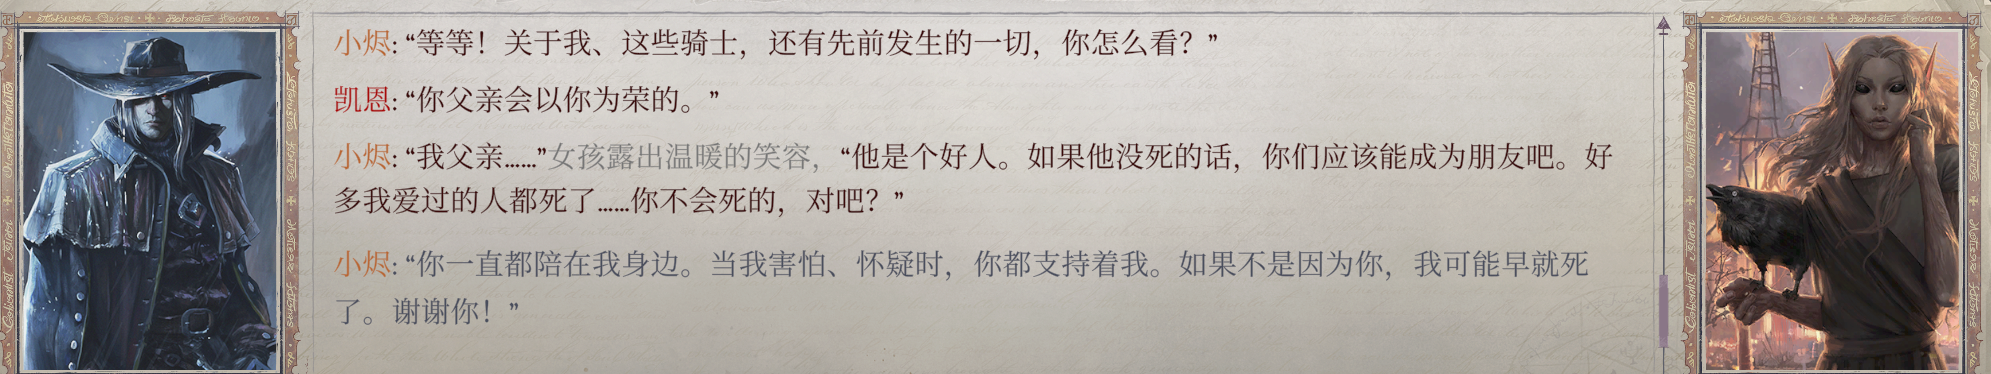 小烬: “等等！关于我、这些骑士，还有先前发生的一切，你怎么看？”
凯恩: “你父亲会以你为荣的。”
小烬: “我父亲……”女孩露出温暖的笑容，“他是个好人。如果他没死的话，你们应该能成为朋友吧。好
多我爱过的人都死了……你不会死的，对吧？”
小烬: “你一直都陪在我身边。当我害怕、怀疑时，你都支持着我。如果不是因为你，我可能早就死
了。谢谢你！”